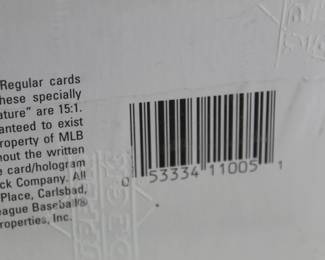 Regular cards
hese specially
ature" are 15:1.
anteed to exist
roperty of MLB
hout the written
e card/hologram
ck Company. All
Place, Carlsbad,
eague Baseball®
roperties, Inc.
0 53334 11005 1